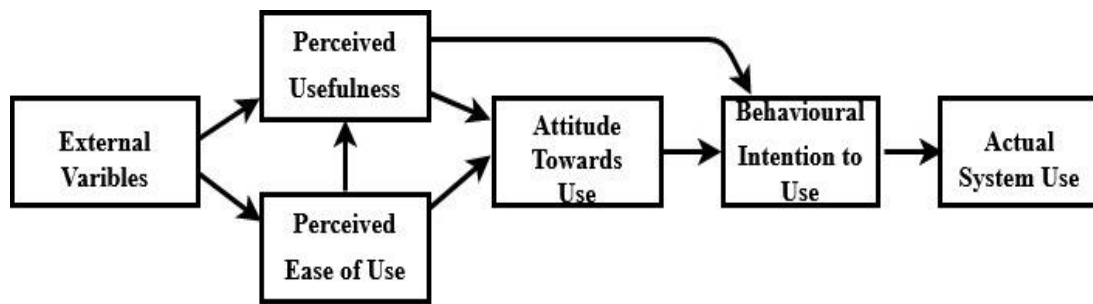 Perceived
Usefulness
External
Varibles
Perceived
Ease of Use
Attitude
Towards
Use
Behavioural
Intention to
Use
Actual
System Use